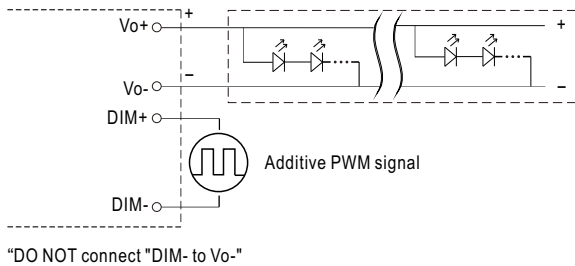 Vo+ + +
Vo- – –
DIM+
Additive PWM signal
DIM-
“DO NOT connect "DIM- to Vo-"